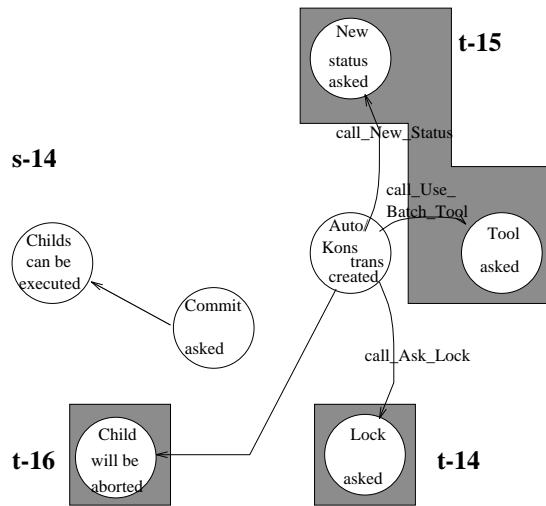 New
status
asked
t-15
call_New_Status
s-14
call_Use_
Batch_Tool
Auto/
Kons
trans
created
Tool
asked
Childs
can be
executed
Commit
asked
call_Ask_Lock
t-16
Child
will be
aborted
Lock
asked
t-14